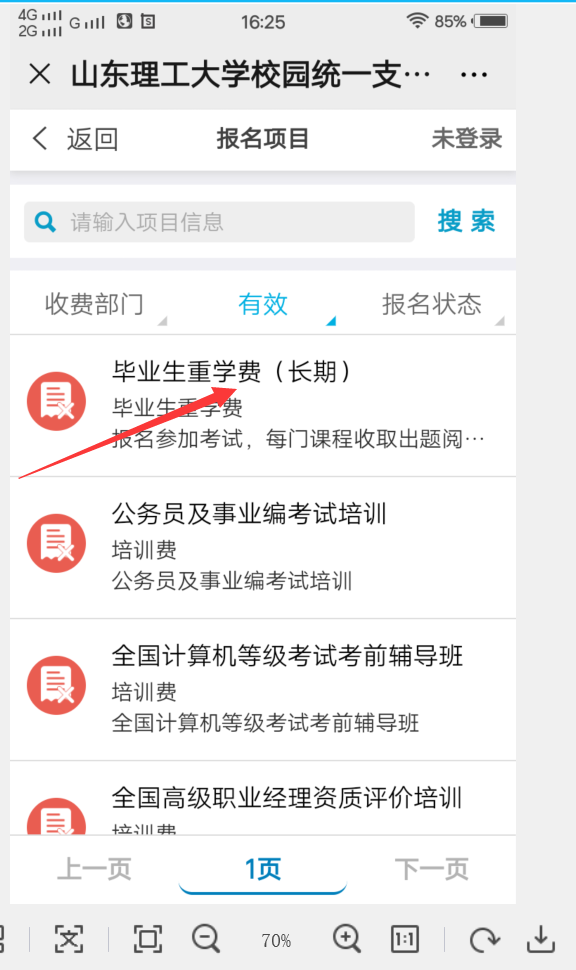 4G
2G
G
16:25
85%
山东理工大学校园统一支…
返回
报名项目
未登录
请输入项目信息
搜索
收费部门
有效
报名状态
毕业生重学费（长期）
毕业生重学费
报名参加考试，每门课程收取出题阅…
公务员及事业编考试培训
培训费
公务员及事业编考试培训
全国计算机等级考试考前辅导班
培训费
全国计算机等级考试考前辅导班
全国高级职业经理资质评价培训
培训费
上一页
1页
下一页
70%
1:1